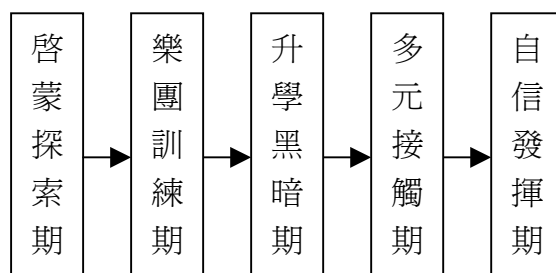 啓蒙探索期
樂團訓練期
升學黑暗期
多元接觸期
自信發揮期